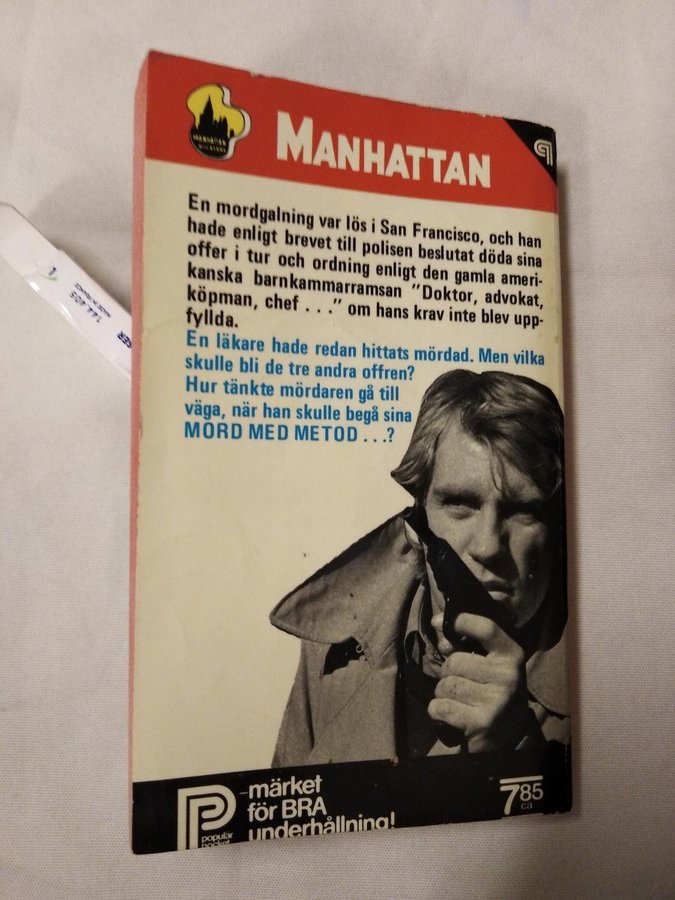 MANHATTAN
En mordgalning var lös i San Francisco, och han
hade enligt brevet till polisen beslutat döda sina
offer i tur och ordning enligt den gamla ameri-
kanska barnkammarramsan "Doktor, advokat,
köpman, chef . . ." om hans krav inte blev upp-
fyllda.
En läkare hade redan hittats mördad. Men vilka
skulle bli de tre andra offren?
Hur tänkte mördaren gå till
väga, när han skulle begå sina
MORD MED METOD . . .?
-märket
för BRA
underhållning!
populär
7 85
ca
144 405